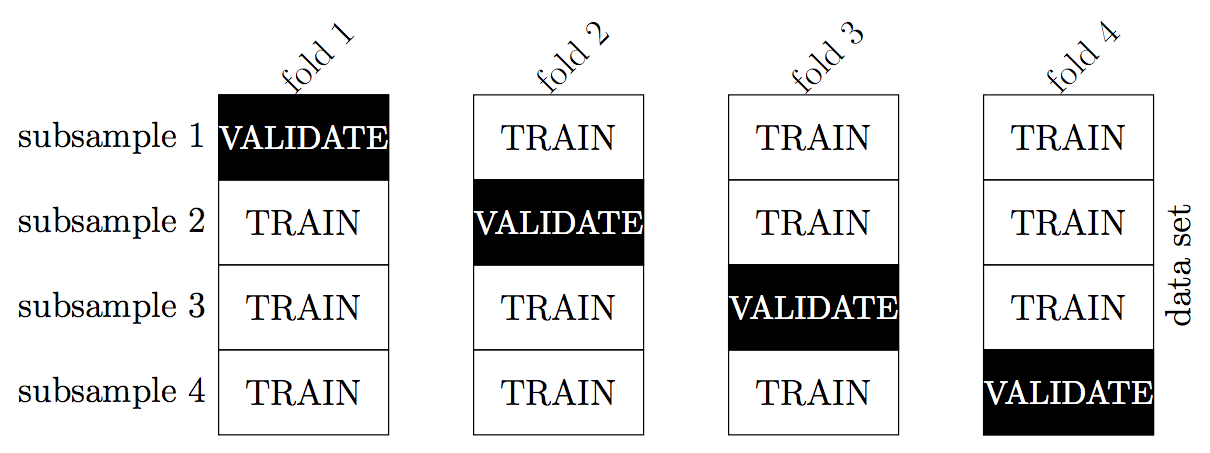 fold 1 fold 2 fold 3 fold 4
subsample 1 VALIDATE TRAIN TRAIN TRAIN
subsample 2 TRAIN VALIDATE TRAIN TRAIN
subsample 3 TRAIN TRAIN VALIDATE TRAIN
subsample 4 TRAIN TRAIN TRAIN VALIDATE
data set